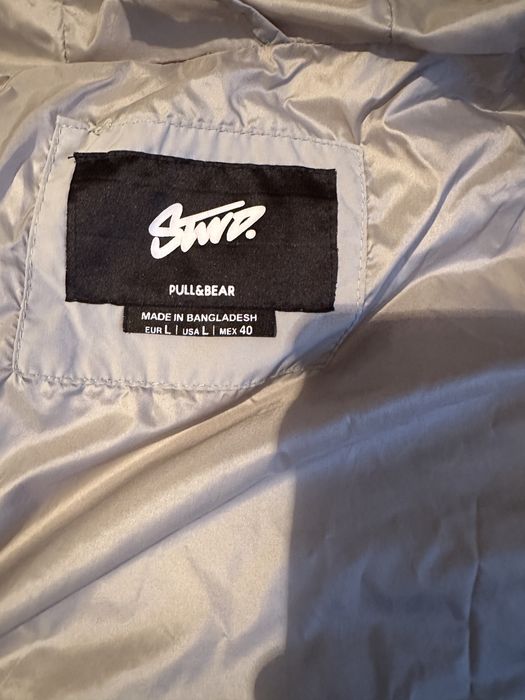 STWD.
PULL&BEAR
MADE IN BANGLADESH
EUR L | USA L | MEX 40